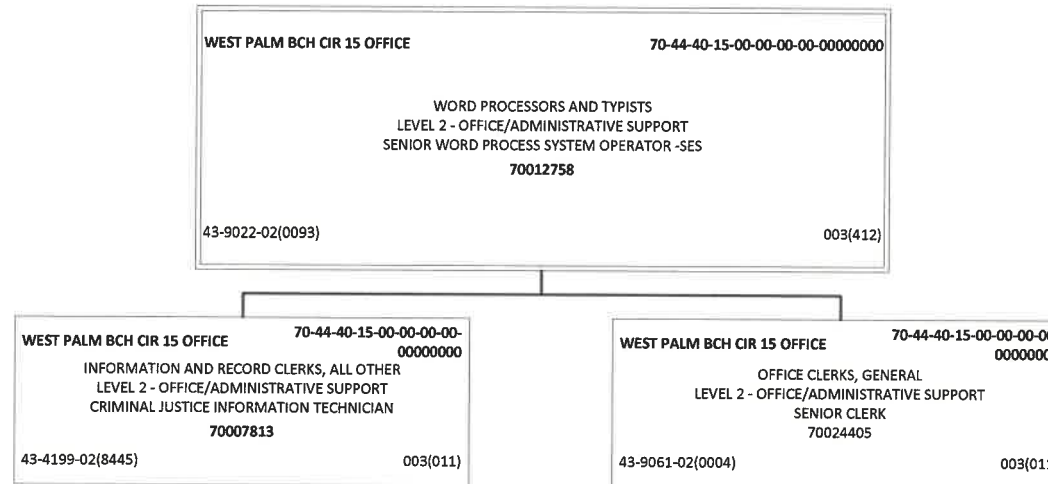 WEST PALM BCH CIR 15 OFFICE 70-44-40-15-00-00-00-00-00000000
WORD PROCESSORS AND TYPISTS
LEVEL 2 - OFFICE/ADMINISTRATIVE SUPPORT
SENIOR WORD PROCESS SYSTEM OPERATOR -SES
70012758
43-9022-02(0093) 003(412)
WEST PALM BCH CIR 15 OFFICE 70-44-40-15-00-00-00-00-
00000000
INFORMATION AND RECORD CLERKS, ALL OTHER
LEVEL 2 - OFFICE/ADMINISTRATIVE SUPPORT
CRIMINAL JUSTICE INFORMATION TECHNICIAN
70007813
43-4199-02(8445) 003(011)
WEST PALM BCH CIR 15 OFFICE
OFFICE CLERKS, GENERAL
LEVEL 2 - OFFICE/ADMINISTRATIVE SUPPORT
SENIOR CLERK
70024405
43-9061-02(0004)